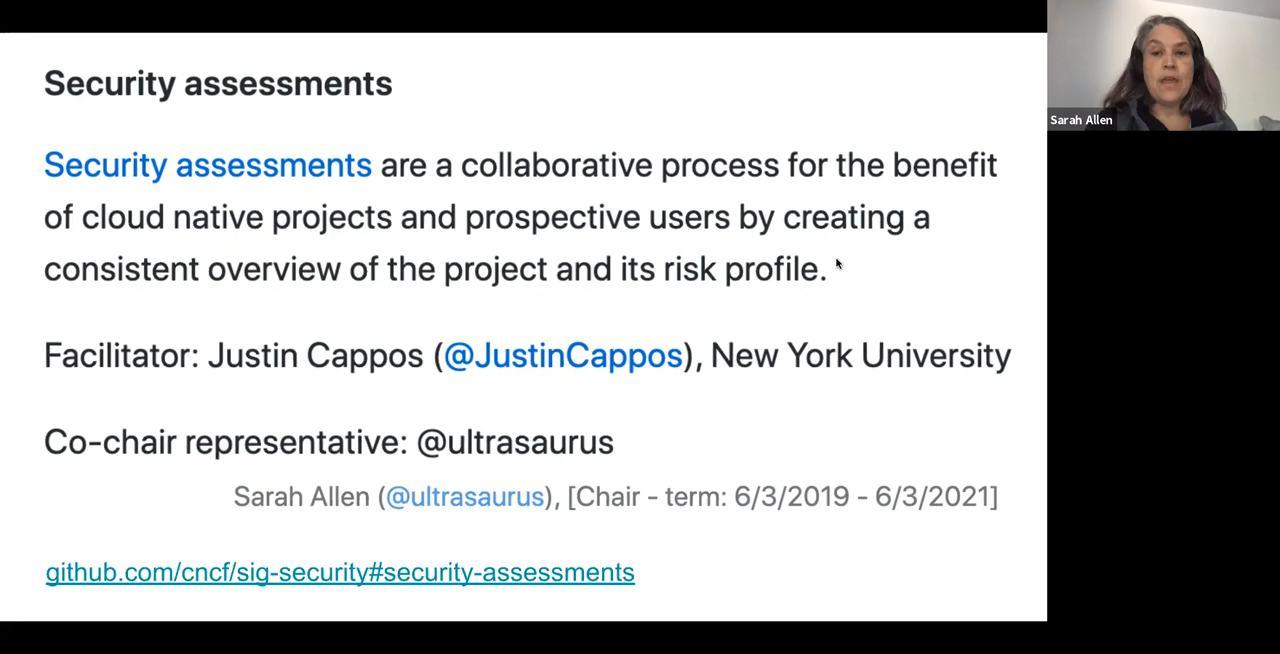 Security assessments
Security assessments are a collaborative process for the benefit
of cloud native projects and prospective users by creating a
consistent overview of the project and its risk profile.
Facilitator: Justin Cappos (@JustinCappos), New York University
Co-chair representative: @ultrasaurus
Sarah Allen (@ultrasaurus), [Chair - term: 6/3/2019 - 6/3/2021]
github.com/cncf/sig-security#security-assessments
Sarah Allen